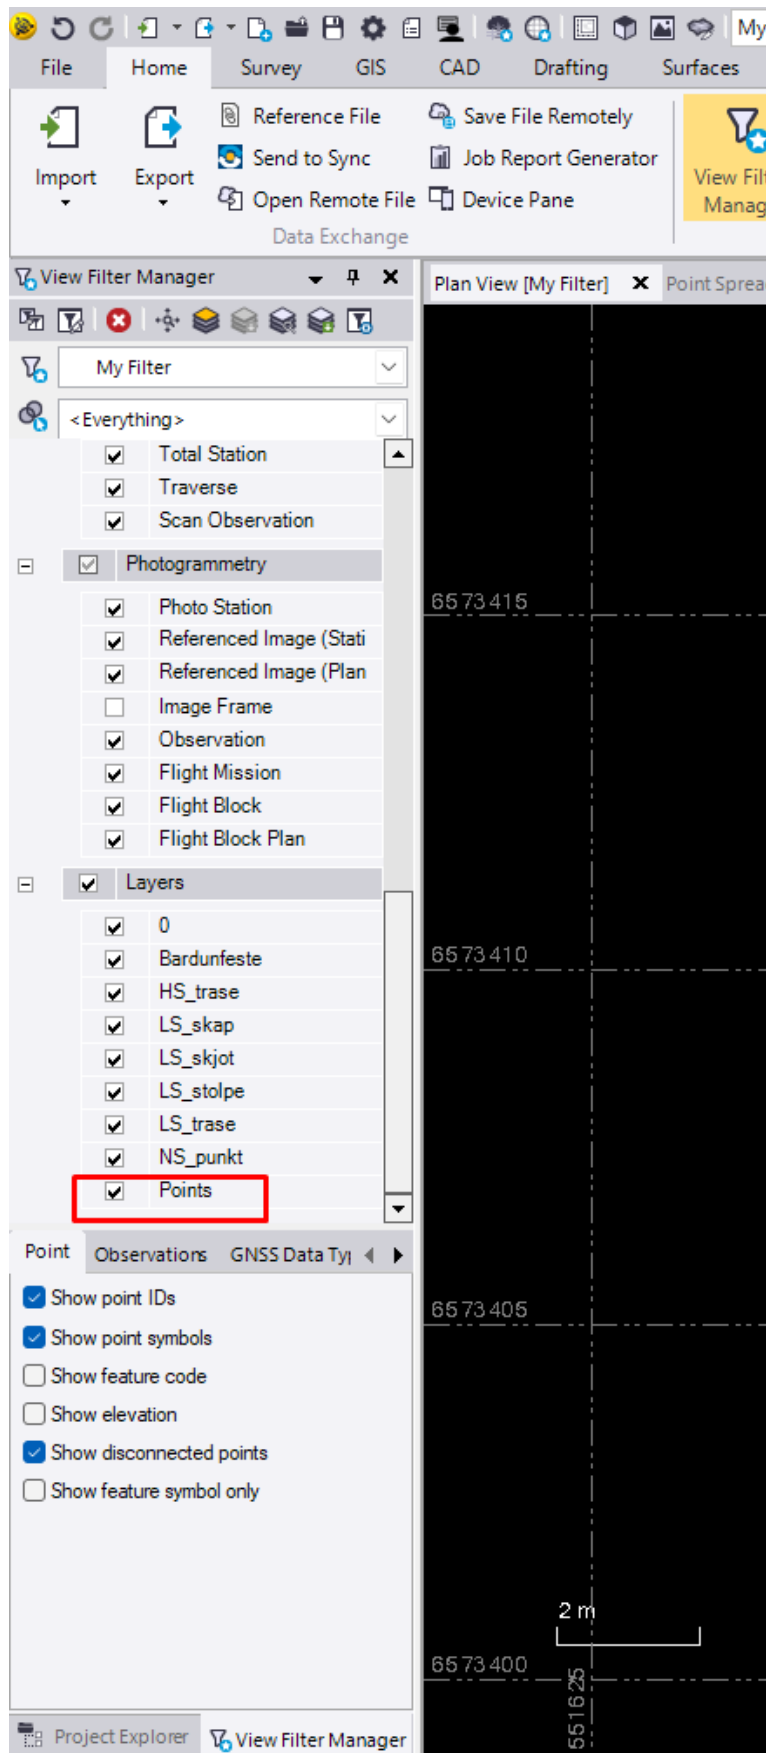 My
File Home Survey GIS CAD Drafting Surfaces
Reference File Save File Remotely
Send to Sync Job Report Generator
Import Export View Filt
Open Remote File Device Pane Manag
Data Exchange
View Filter Manager
Plan View [My Filter] Point Sprea
My Filter
<Everything>
Total Station
Traverse
Scan Observation
Photogrammetry
Photo Station
6573415
Referenced Image (Stati
Referenced Image (Plan
Image Frame
Observation
Flight Mission
Flight Block
Flight Block Plan
Layers
0
Bardunfeste
6573410
HS_trase
LS_skap
LS_skjot
LS_stolpe
LS_trase
NS_punkt
Points
Point Observations GNSS Data Ty
Show point IDs
6573405
Show point symbols
Show feature code
Show elevation
Show disconnected points
Show feature symbol only
2 m
6573400
551625
Project Explorer View Filter Manager